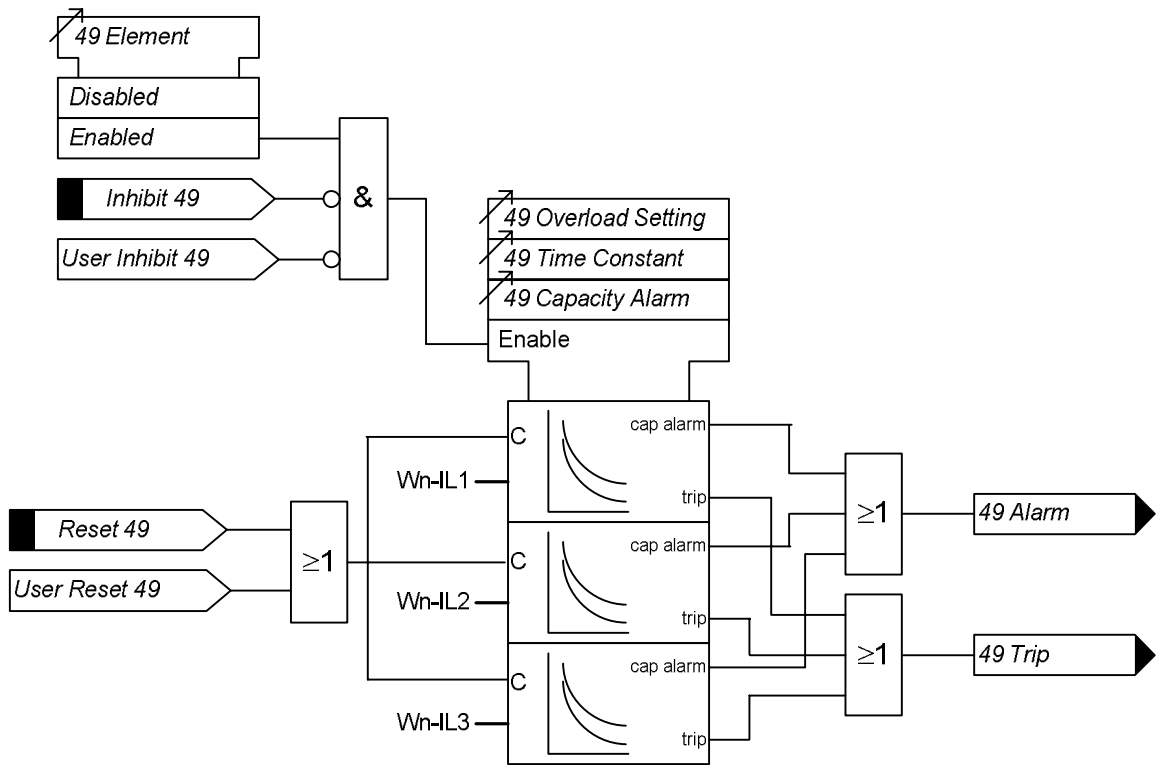 49 Element
Disabled
Enabled
Inhibit 49
User Inhibit 49
&
49 Overload Setting
49 Time Constant
49 Capacity Alarm
Enable
Reset 49
User Reset 49
≥1
C
Wn-IL1
cap alarm
trip
C
Wn-IL2
cap alarm
trip
C
Wn-IL3
cap alarm
trip
≥1
49 Alarm
≥1
49 Trip